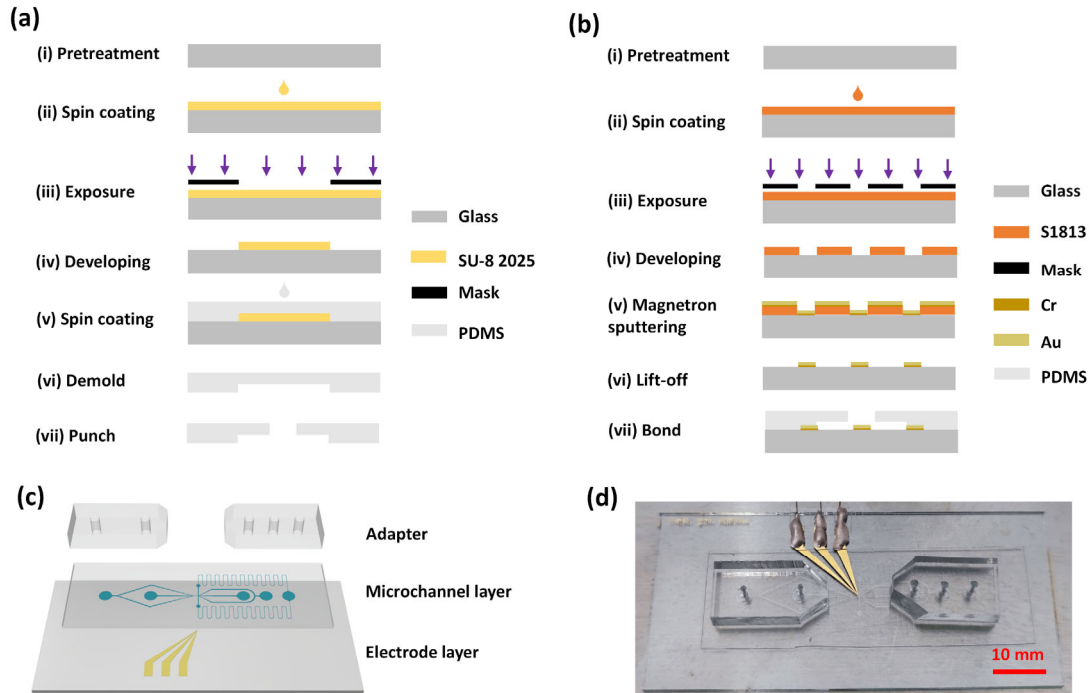 (a)
(i) Pretreatment
(ii) Spin coating
(iii) Exposure
(iv) Developing
(v) Spin coating
(vi) Demold
(vii) Punch
Glass
SU-8 2025
Mask
PDMS
(b)
(i) Pretreatment
(ii) Spin coating
(iii) Exposure
(iv) Developing
(v) Magnetron
sputtering
(vi) Lift-off
(vii) Bond
Glass
S1813
Mask
Cr
Au
PDMS
(c)
Adapter
Microchannel layer
Electrode layer
(d)
10 mm